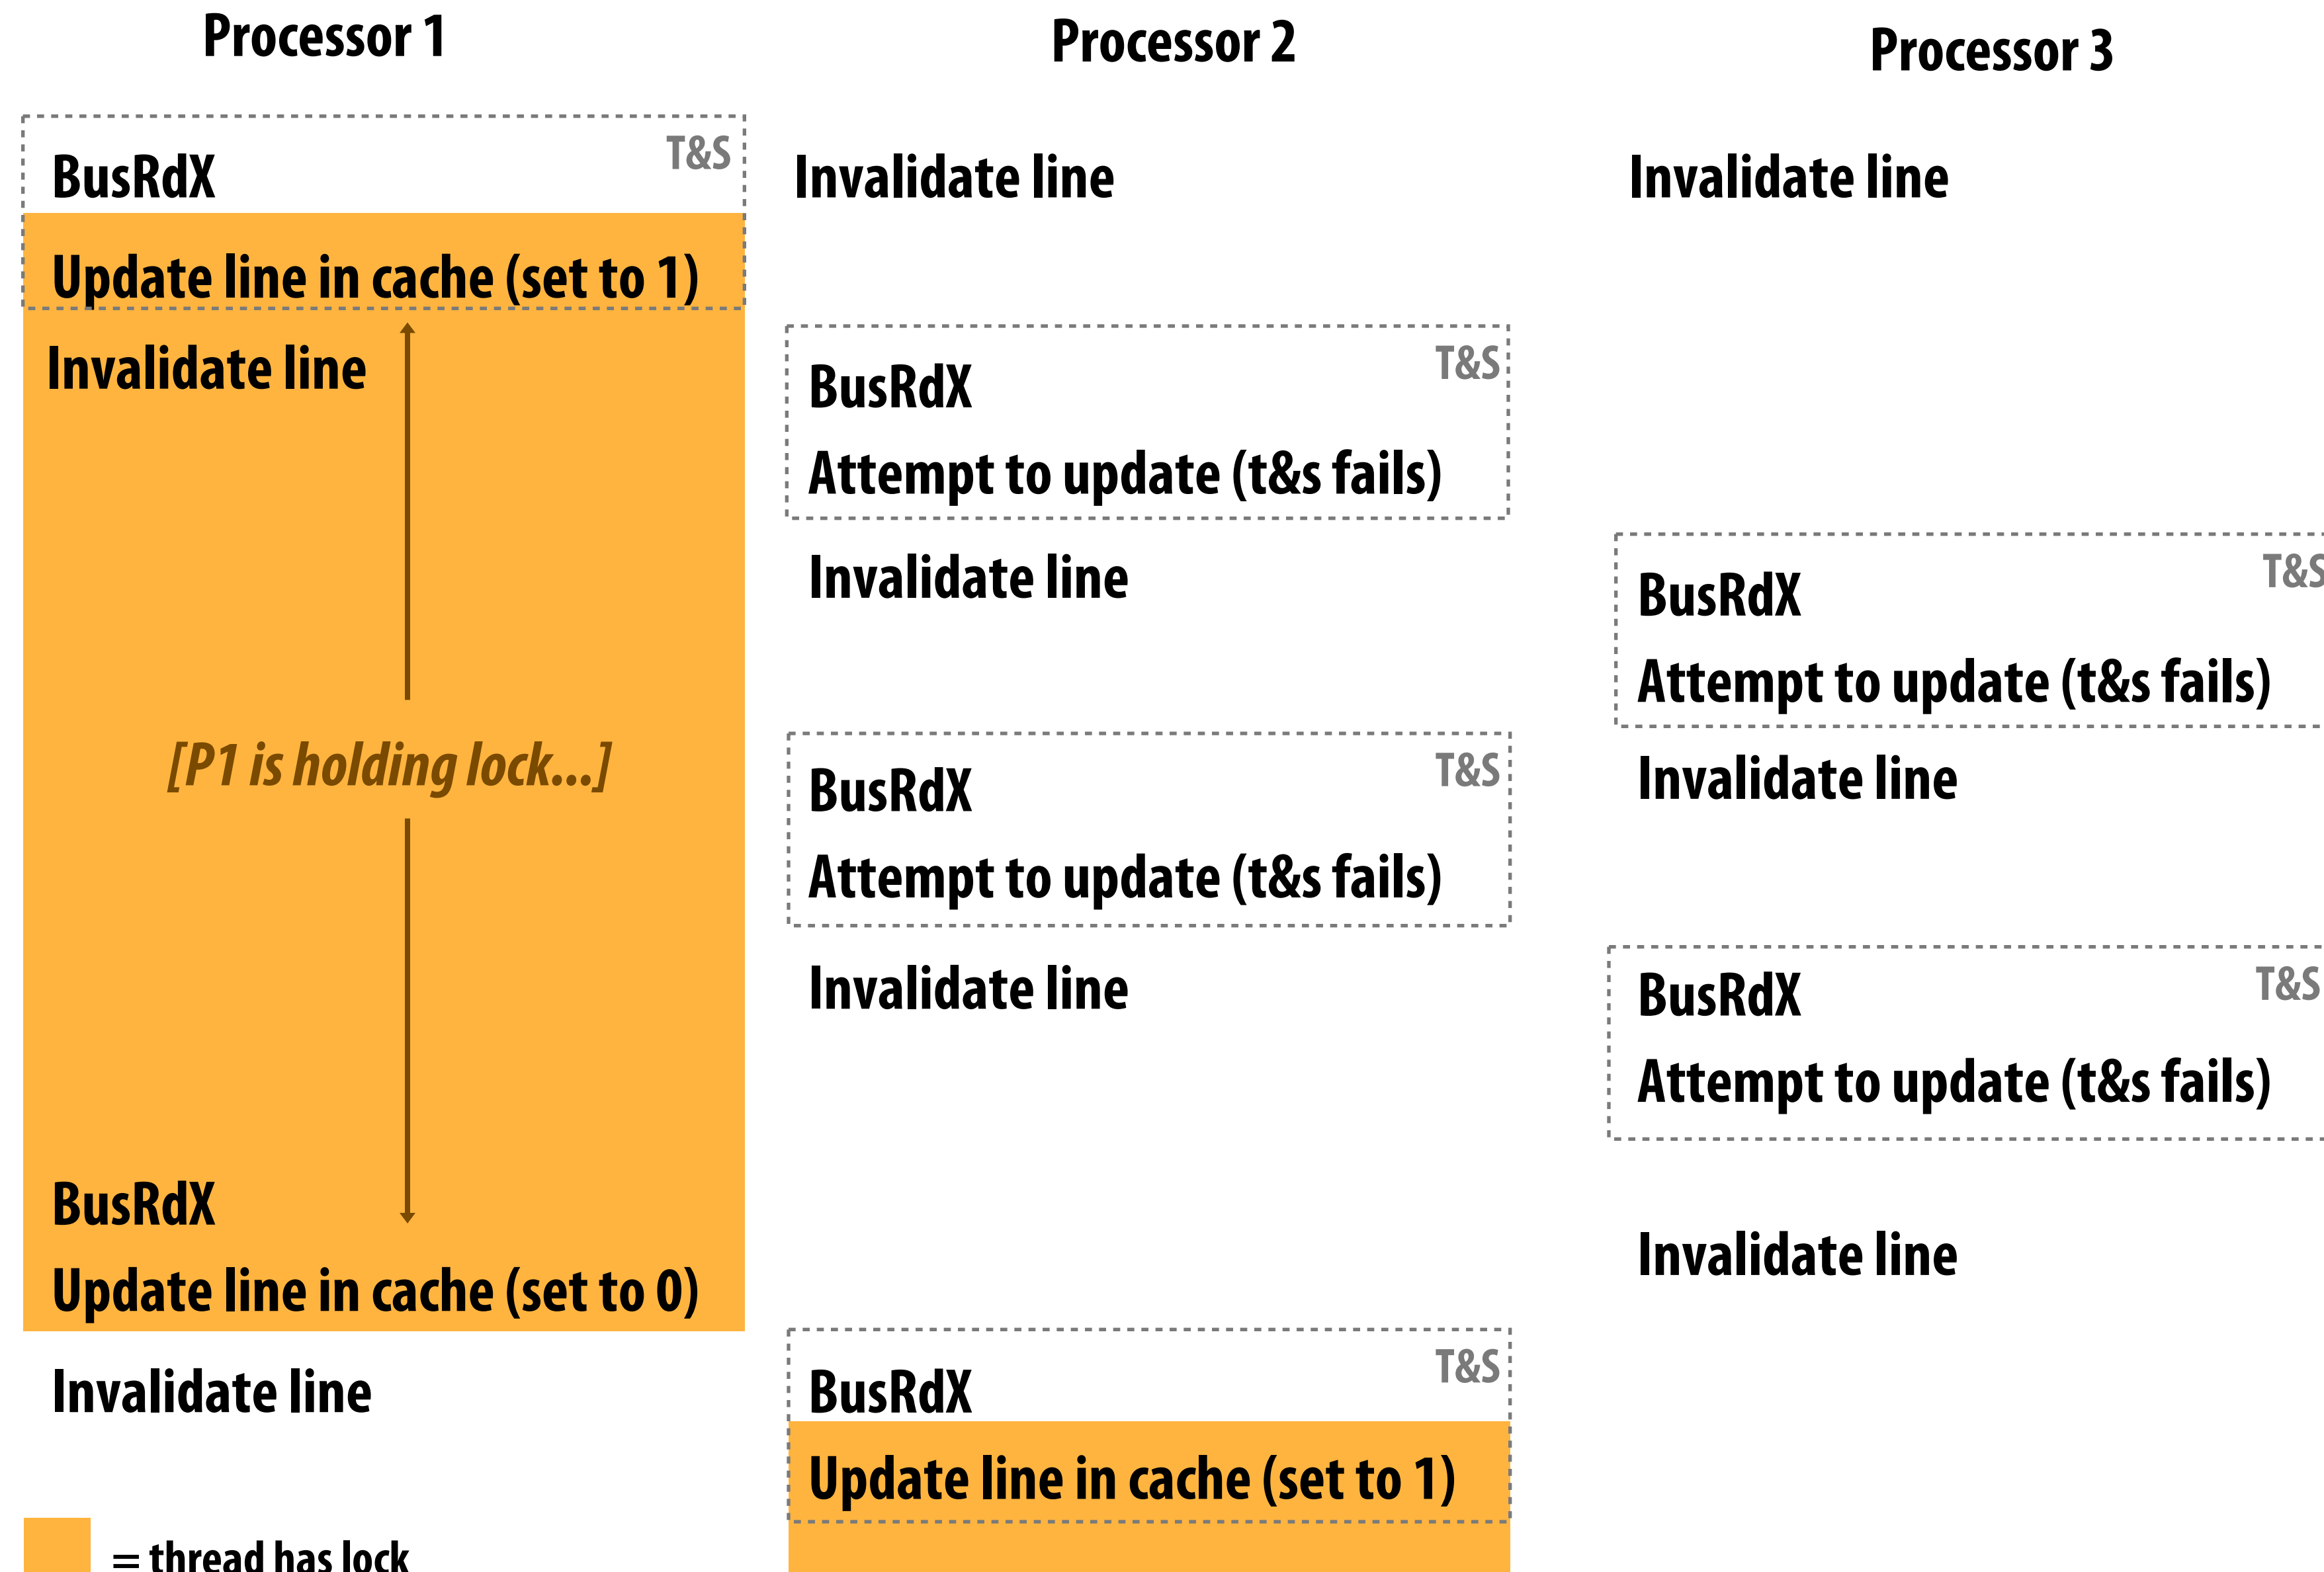 Processor 1
Processor 2
Processor 3
T&S
BusRdX
Invalidate line
Invalidate line
Update line in cache (set to 1)
Invalidate line
T&S
BusRdX
Attempt to update (t&s fails)
Invalidate line
T&S
BusRdX
Attempt to update (t&s fails)
[P1 is holding lock...]
T&S
BusRdX
Invalidate line
Attempt to update (t&s fails)
Invalidate line
T&S
BusRdX
Attempt to update (t&s fails)
BusRdX
Invalidate line
Update line in cache (set to 0)
Invalidate line
T&S
BusRdX
Update line in cache (set to 1)
= thread has lock